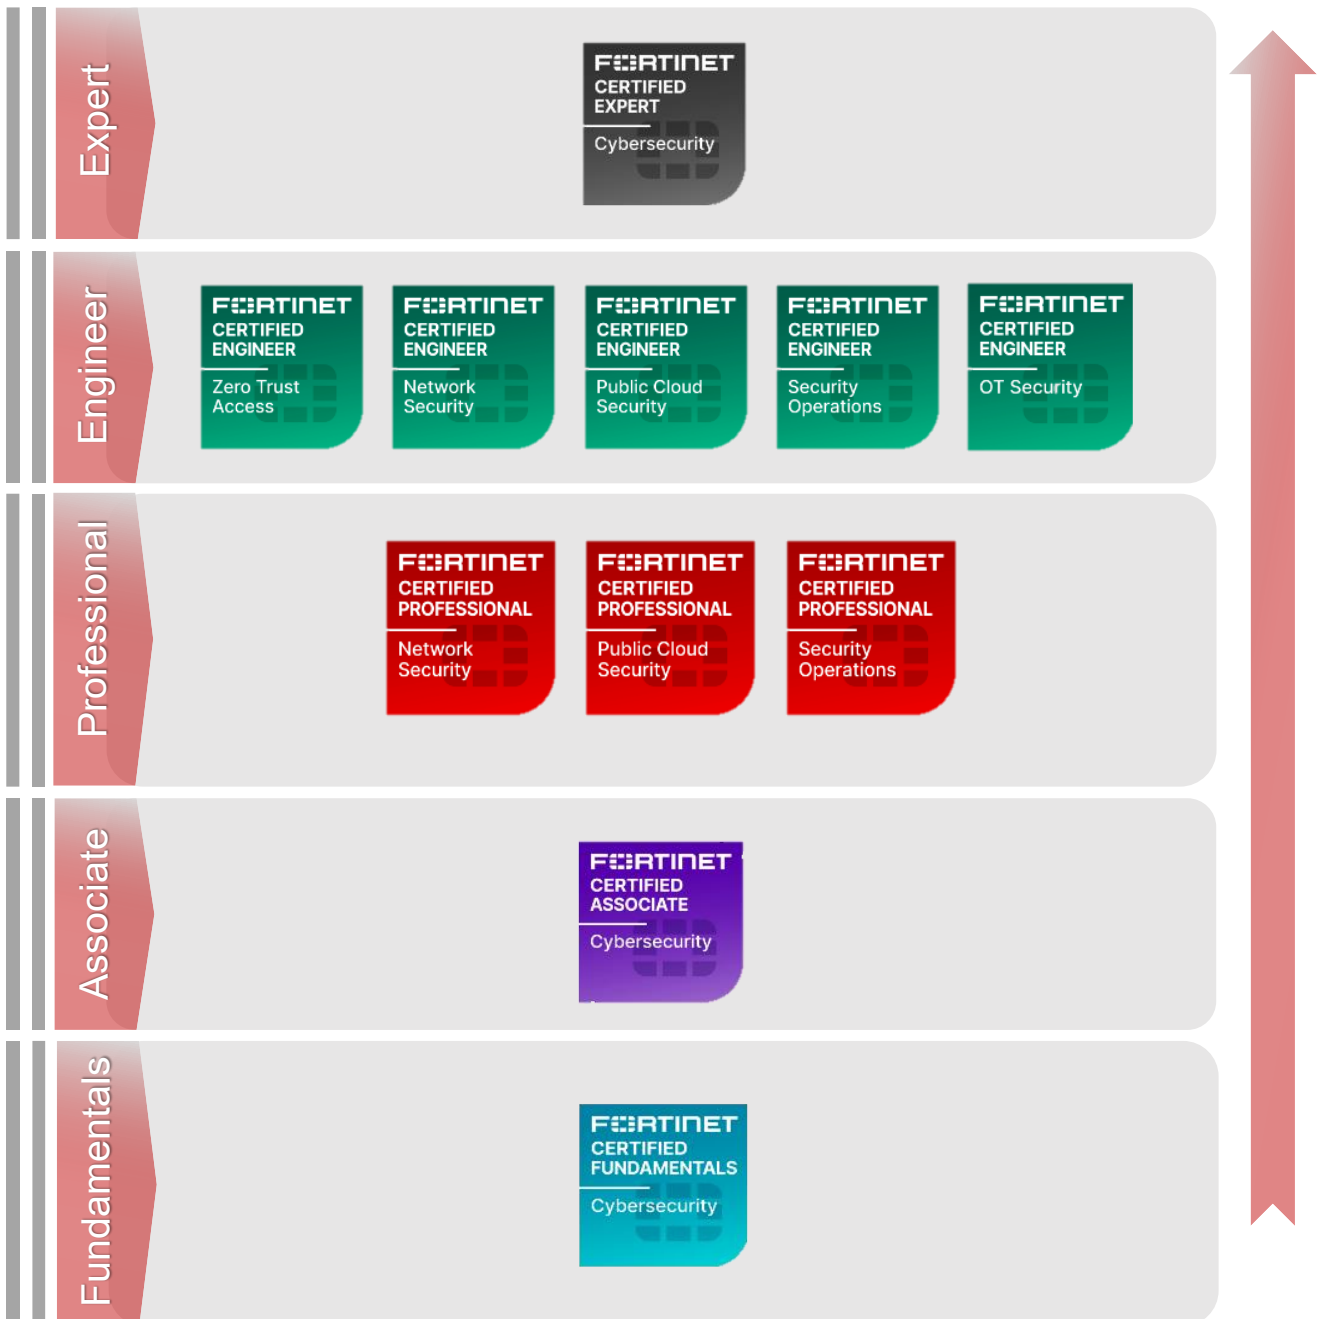 Expert
FORTINET
CERTIFIED
EXPERT
Cybersecurity
Engineer
FORTINET
CERTIFIED
ENGINEER
Zero Trust
Access
FORTINET
CERTIFIED
ENGINEER
Network
Security
FORTINET
CERTIFIED
ENGINEER
Public Cloud
Security
FORTINET
CERTIFIED
ENGINEER
Security
Operations
FORTINET
CERTIFIED
ENGINEER
OT Security
Professional
FORTINET
CERTIFIED
PROFESSIONAL
Network
Security
FORTINET
CERTIFIED
PROFESSIONAL
Public Cloud
Security
FORTINET
CERTIFIED
PROFESSIONAL
Security
Operations
Associate
FORTINET
CERTIFIED
ASSOCIATE
Cybersecurity
Fundamentals
FORTINET
CERTIFIED
FUNDAMENTALS
Cybersecurity